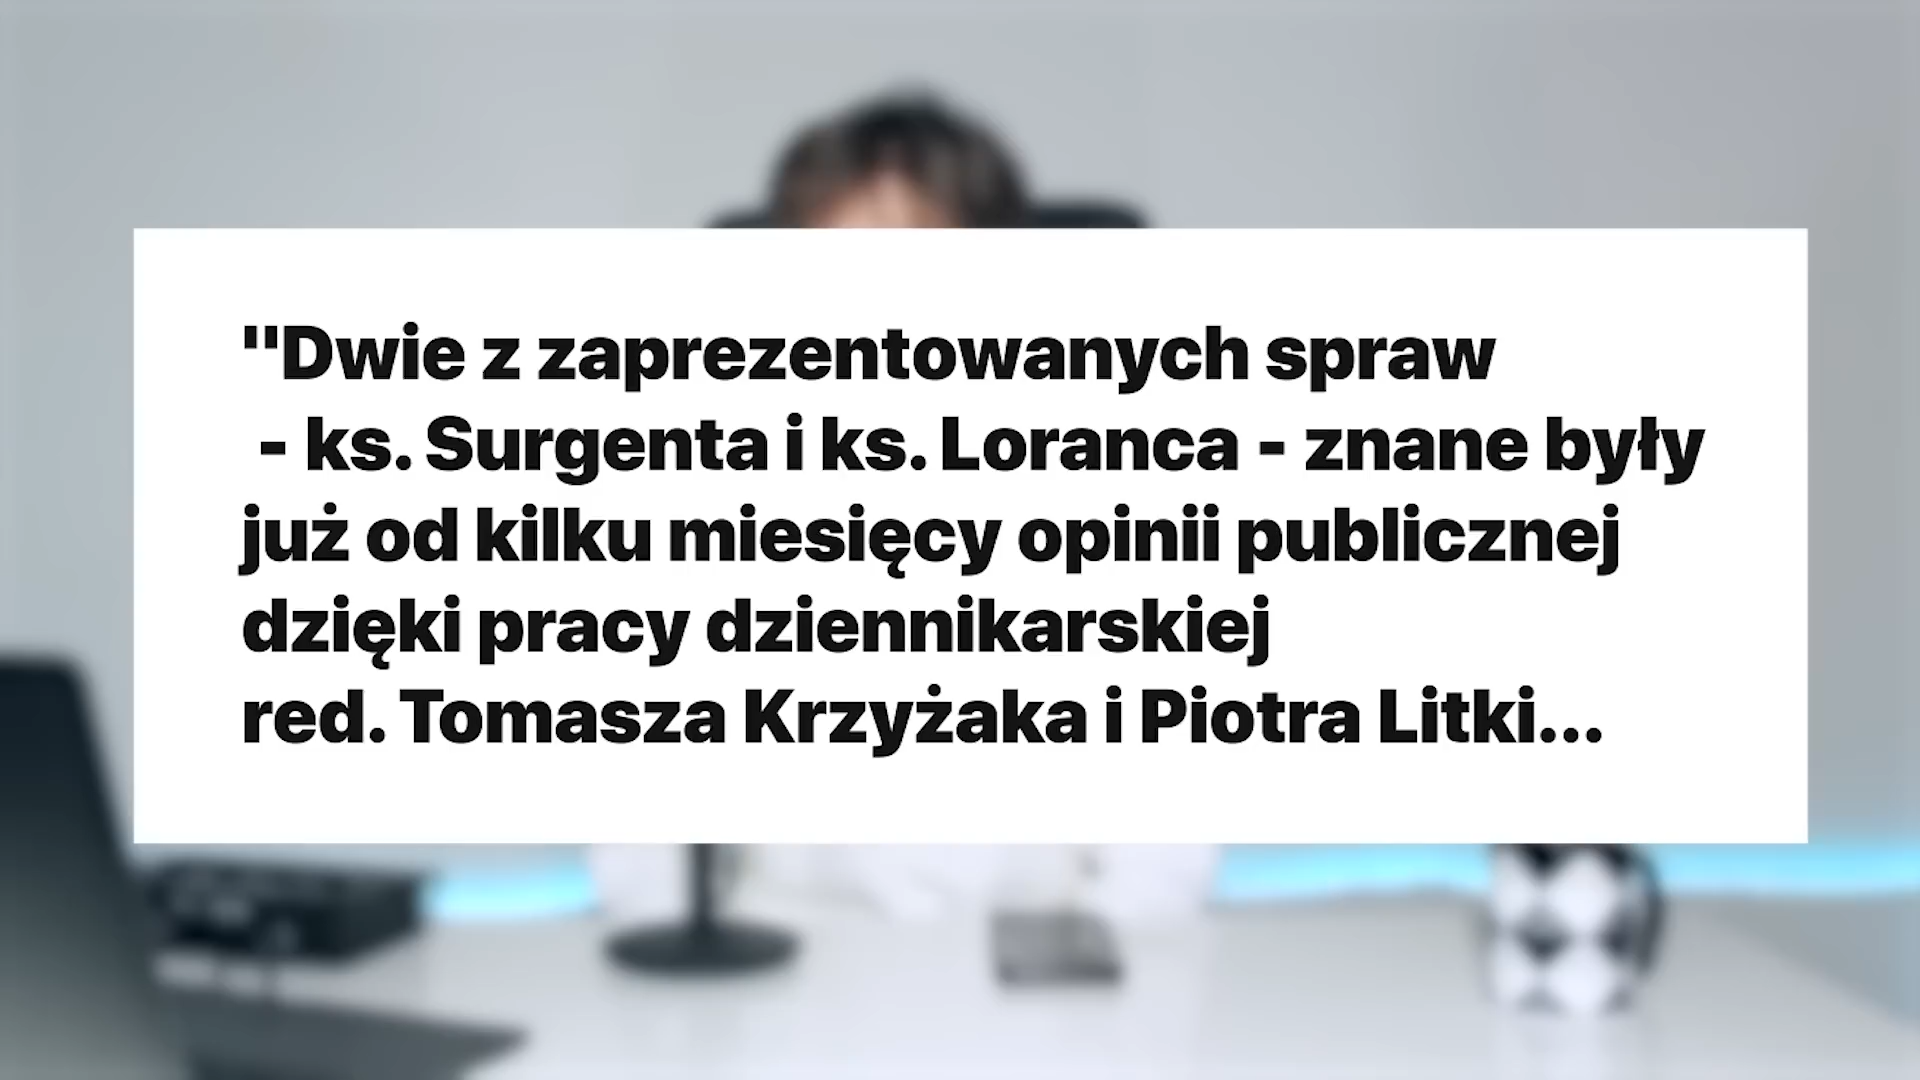 "Dwie z zaprezentowanych spraw
- ks. Surgenta i ks. Loranca - znane były
już od kilku miesięcy opinii publicznej
dzięki pracy dziennikarskiej
red. Tomasza Krzyżaka i Piotra Litki...